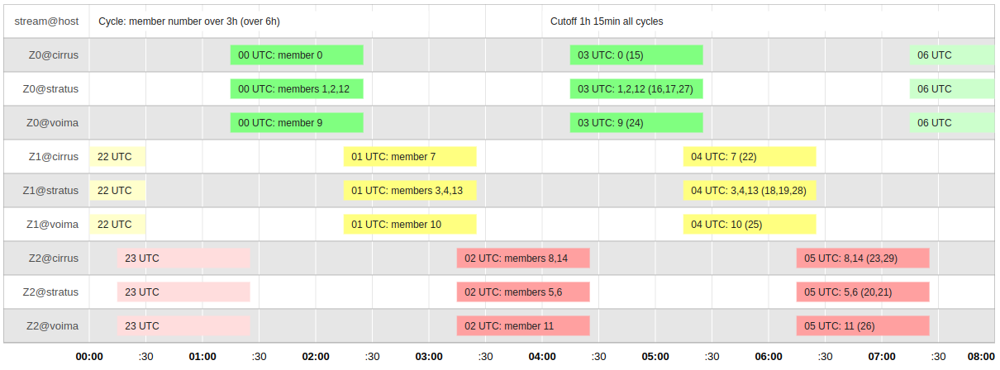 stream@host Cycle: member number over 3h (over 6h) Cutoff 1h 15min all cycles
Z0@cirrus 00 UTC: member 0 03 UTC: 0 (15) 06 UTC
Z0@stratus 00 UTC: members 1,2,12 03 UTC: 1,2,12 (16,17,27) 06 UTC
Z0@voima 00 UTC: member 9 03 UTC: 9 (24) 06 UTC
Z1@cirrus 22 UTC 01 UTC: member 7 04 UTC: 7 (22)
Z1@stratus 22 UTC 01 UTC: members 3,4,13 04 UTC: 3,4,13 (18,19,28)
Z1@voima 22 UTC 01 UTC: member 10 04 UTC: 10 (25)
Z2@cirrus 23 UTC 02 UTC: members 8,14 05 UTC: 8,14 (23,29)
Z2@stratus 23 UTC 02 UTC: members 5,6 05 UTC: 5,6 (20,21)
Z2@voima 23 UTC 02 UTC: member 11 05 UTC: 11 (26)
00:00 :30 01:00 :30 02:00 :30 03:00 :30 04:00 :30 05:00 :30 06:00 :30 07:00 :30 08:00